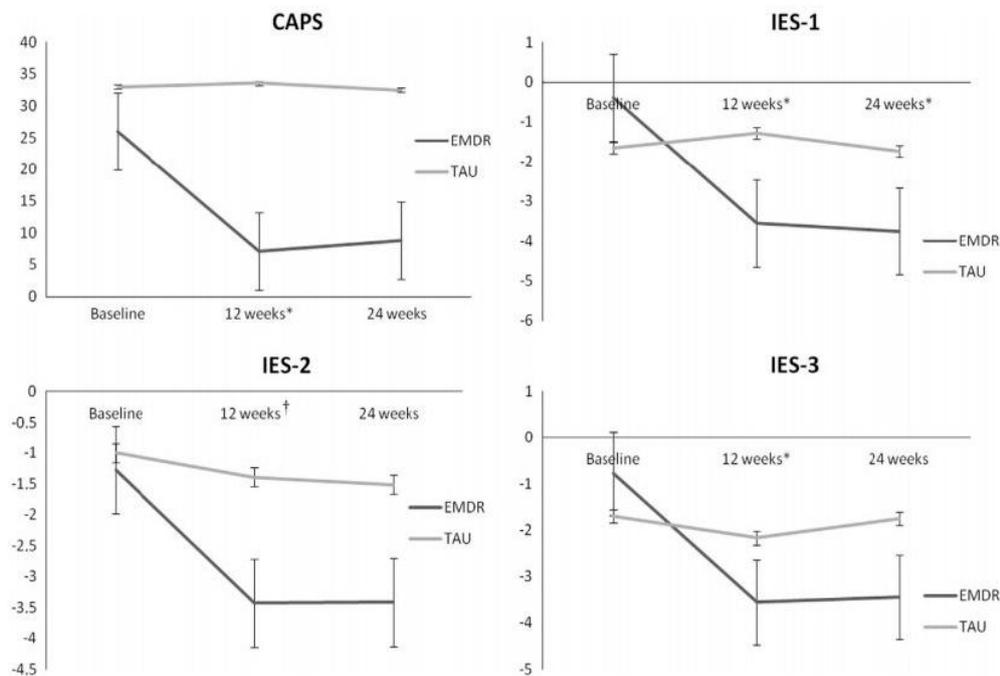 CAPS
40
35
30
25
20
15
10
5
0
Baseline
12 weeks*
24 weeks
EMDR
TAU
IES-1
1
0
-1
-2
-3
-4
-5
-6
Baseline
12 weeks*
24 weeks*
EMDR
TAU
IES-2
0
-0.5
-1
-1.5
-2
-2.5
-3
-3.5
-4
-4.5
Baseline
12 weeks†
24 weeks
EMDR
TAU
IES-3
1
0
-1
-2
-3
-4
-5
Baseline
12 weeks*
24 weeks
EMDR
TAU